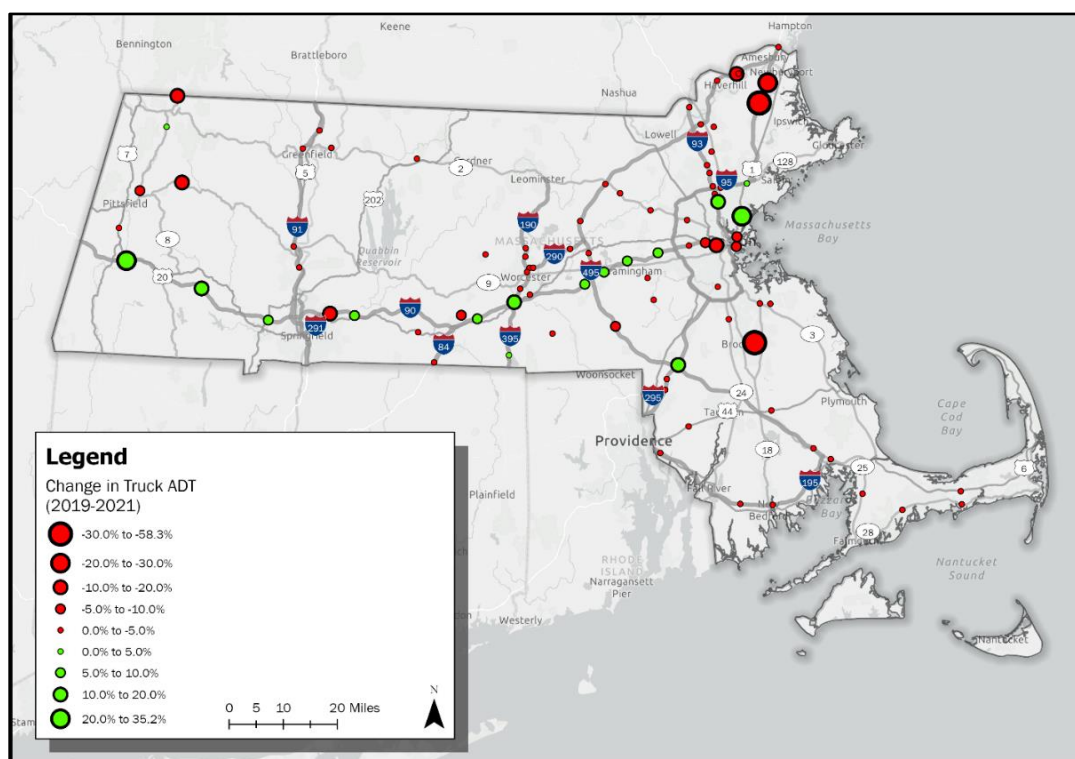 Hampton
Keene
Bennington
Brattleboro
Amesbury
Newburyport
Haverhill
Nashua
Ipswich
Lowell
Gloucester
93
7
Greenfield
Gardner
128
5
2
1
95
Leominster
Salem
202
Pittsfield
190
91
Massachusetts
Bay
8
MASSACHUSETTS
Quabbin
Reservoir
290
20
9
Worcester
495
Framingham
90
291
395
3
Springfield
84
Woonsocket
295
24
Plymouth
44
Cape
Cod
Bay
Providence
18
25
6
195
Fall River
New
Bedford
Buzzards
Bay
Plainfield
28
Falmouth
RHODE
ISLAND
Nantucket
Sound
Narragansett
Pier
Westerly
Nantucket
Legend
Change in Truck ADT
(2019-2021)
-30.0% to -58.3%
-20.0% to -30.0%
-10.0% to -20.0%
-5.0% to -10.0%
0.0% to -5.0%
0.0% to 5.0%
5.0% to 10.0%
10.0% to 20.0%
20.0% to 35.2%
N
0 5 10 20 Miles